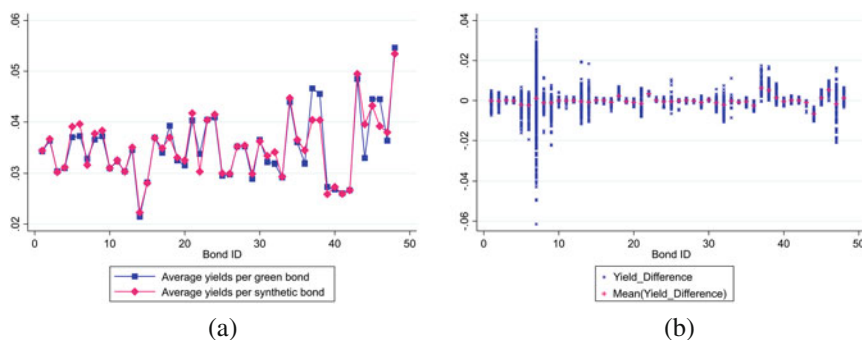 .06
.05
.04
.03
.02
0 10 20 30 40 50
Bond ID
Average yields per green bond
Average yields per synthetic bond
(a)
.04
.02
0
-.02
-.04
-.06
0 10 20 30 40 50
Bond ID
Yield_Difference
Mean(Yield_Difference)
(b)